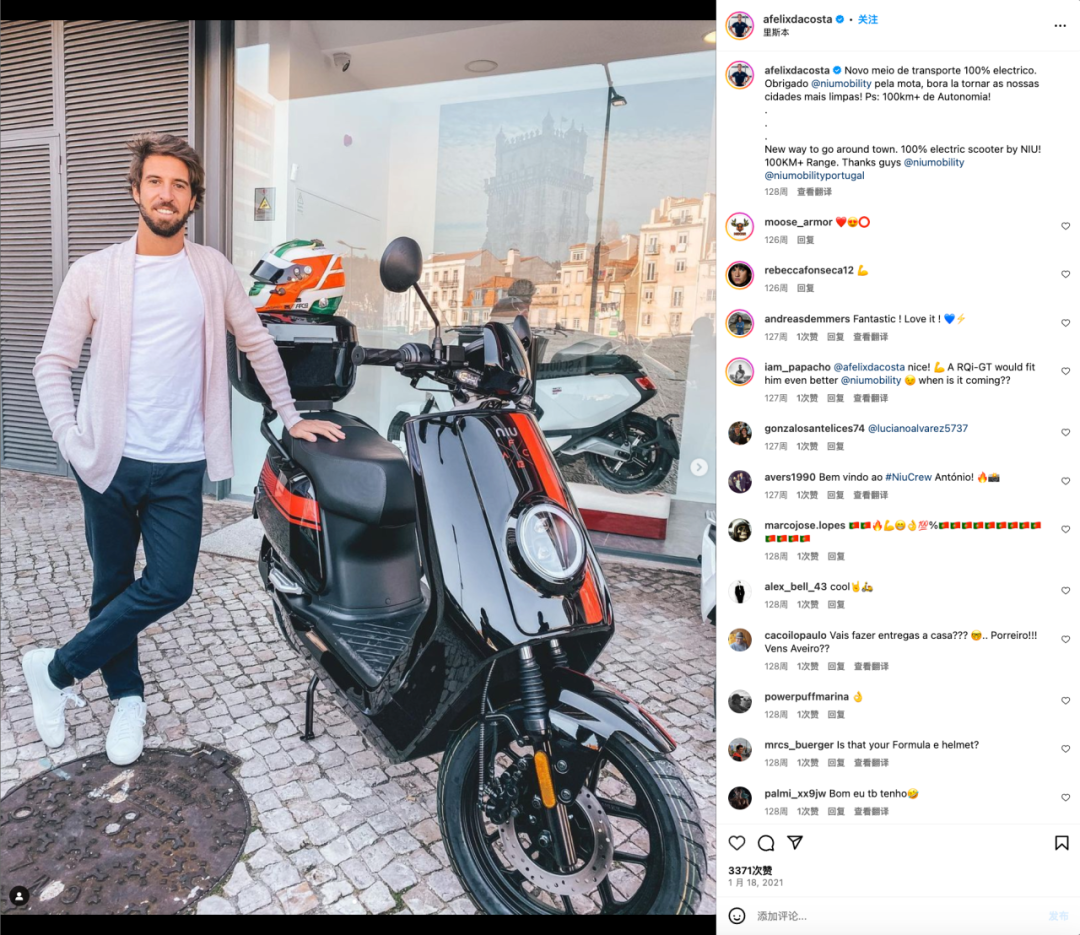 NIU
afelixdacosta • 关注
里斯本
afelixdacosta Novo meio de transporte 100% electrico.
Obrigado @niumobility pela mota, bora la tornar as nossas
cidades mais limpas! Ps: 100km+ de Autonomia!
.
.
.
New way to go around town. 100% electric scooter by NIU!
100KM+ Range. Thanks guys @niumobility
@niumobilityportugal
128周 查看翻译
moose_armor ❤️😍⭕
126周 回复
rebeccafonseca12 💪
126周 回复
andreasdemmers Fantastic ! Love it ! 💙⚡
127周 1次赞 回复 查看翻译
iam_papacho @afelixdacosta nice! 💪 A RQi-GT would fit
him even better @niumobility 😉 when is it coming??
127周 1次赞 回复 查看翻译
gonzalosantelices74 @lucianoalvarez5737
127周 1次赞 回复
avers1990 Bem vindo ao #NiuCrew António! 🔥📸
127周 1次赞 回复 查看翻译
marcojose.lopes 🇵🇹🇵🇹🔥💪😁👌💯%🇵🇹🇵🇹🇵🇹🇵🇹🇵🇹🇵🇹🇵🇹🇵🇹🇵🇹
🇵🇹🇵🇹🇵🇹🇵🇹
128周 1次赞 回复
alex_bell_43 cool🤘🛵
128周 1次赞 回复
cacoilopaulo Vais fazer entregas a casa??? 🤓.. Porreiro!!!
Vens Aveiro??
128周 1次赞 回复 查看翻译
powerpuffmarina 👌
128周 1次赞 回复
mrcs_buerger Is that your Formula e helmet?
128周 1次赞 回复 查看翻译
palmi_xx9jw Bom eu tb tenho🤣
128周 1次赞 回复 查看翻译
3371次赞
1 月 18, 2021
添加评论...
发布